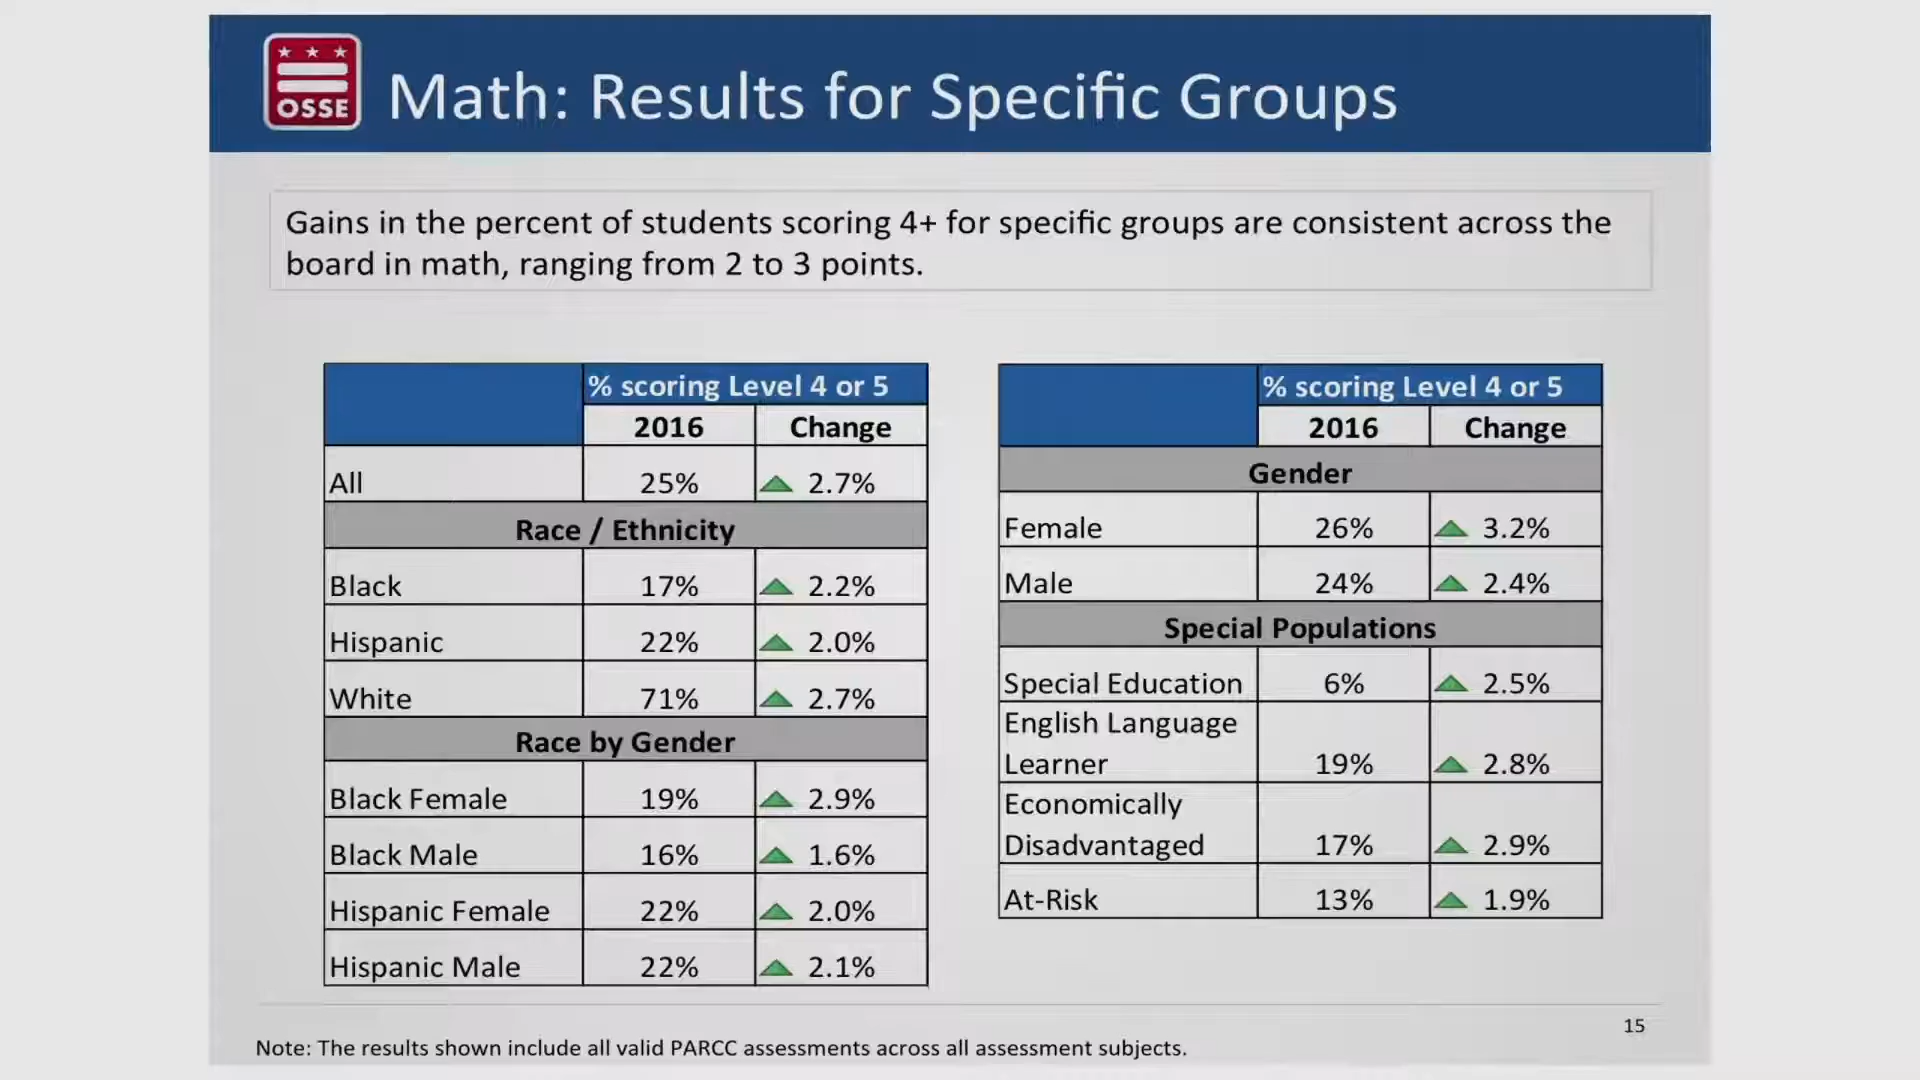 OSSE
Math: Results for Specific Groups
Gains in the percent of students scoring 4+ for specific groups are consistent across the
board in math, ranging from 2 to 3 points.
% scoring Level 4 or 5
2016 Change
All 25% 2.7%
Race / Ethnicity
Black 17% 2.2%
Hispanic 22% 2.0%
White 71% 2.7%
Race by Gender
Black Female 19% 2.9%
Black Male 16% 1.6%
Hispanic Female 22% 2.0%
Hispanic Male 22% 2.1%
% scoring Level 4 or 5
2016 Change
Gender
Female 26% 3.2%
Male 24% 2.4%
Special Populations
Special Education 6% 2.5%
English Language
Learner 19% 2.8%
Economically
Disadvantaged 17% 2.9%
At-Risk 13% 1.9%
15
Note: The results shown include all valid PARCC assessments across all assessment subjects.